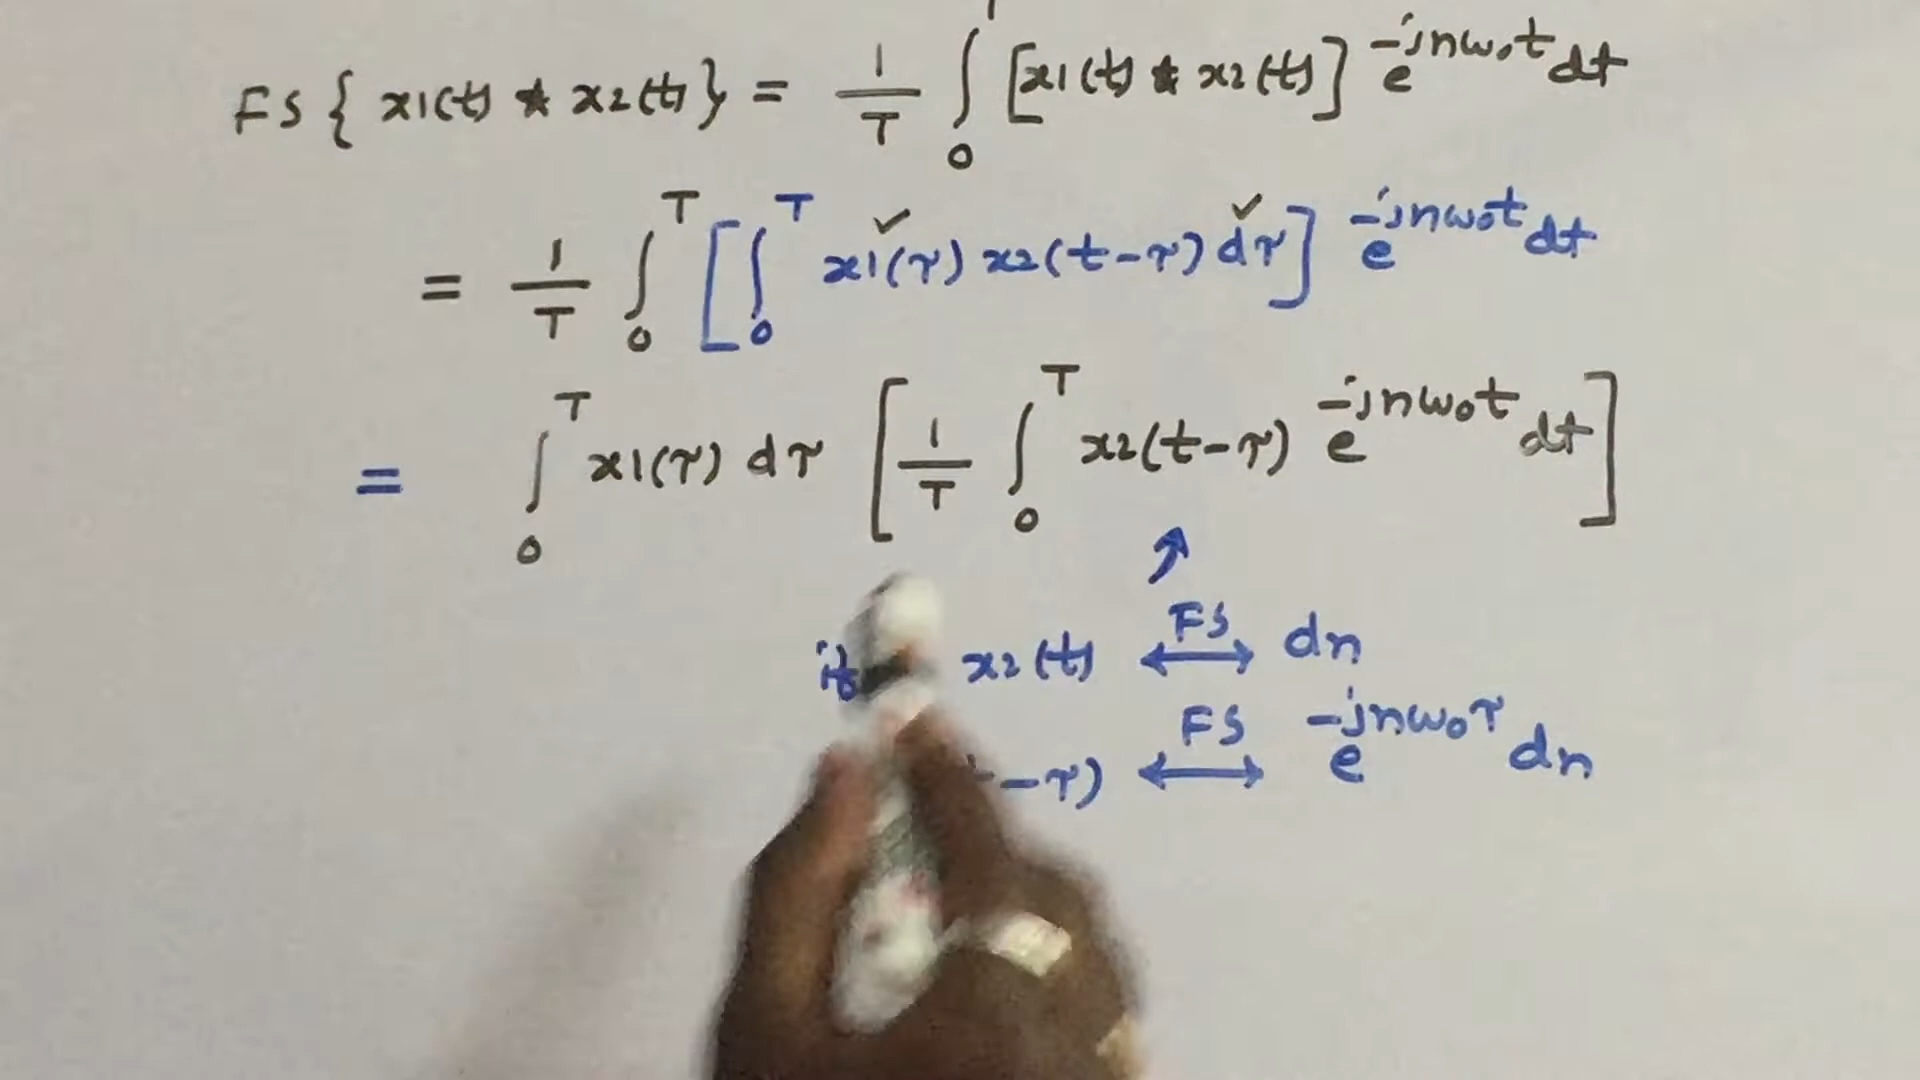 FS { x1(t) * x2(t) } = 1/T ∫₀ᵀ [x1(t) * x2(t)] e^(-jnω₀t) dt
= 1/T ∫₀ᵀ [ ∫₀ᵀ x1(τ) x2(t-τ) dτ ] e^(-jnω₀t) dt
= ∫₀ᵀ x1(τ) dτ [ 1/T ∫₀ᵀ x2(t-τ) e^(-jnω₀t) dt ]
if x2(t) ⟷FS dn
-τ) ⟷FS e^(-jnω₀τ) dn